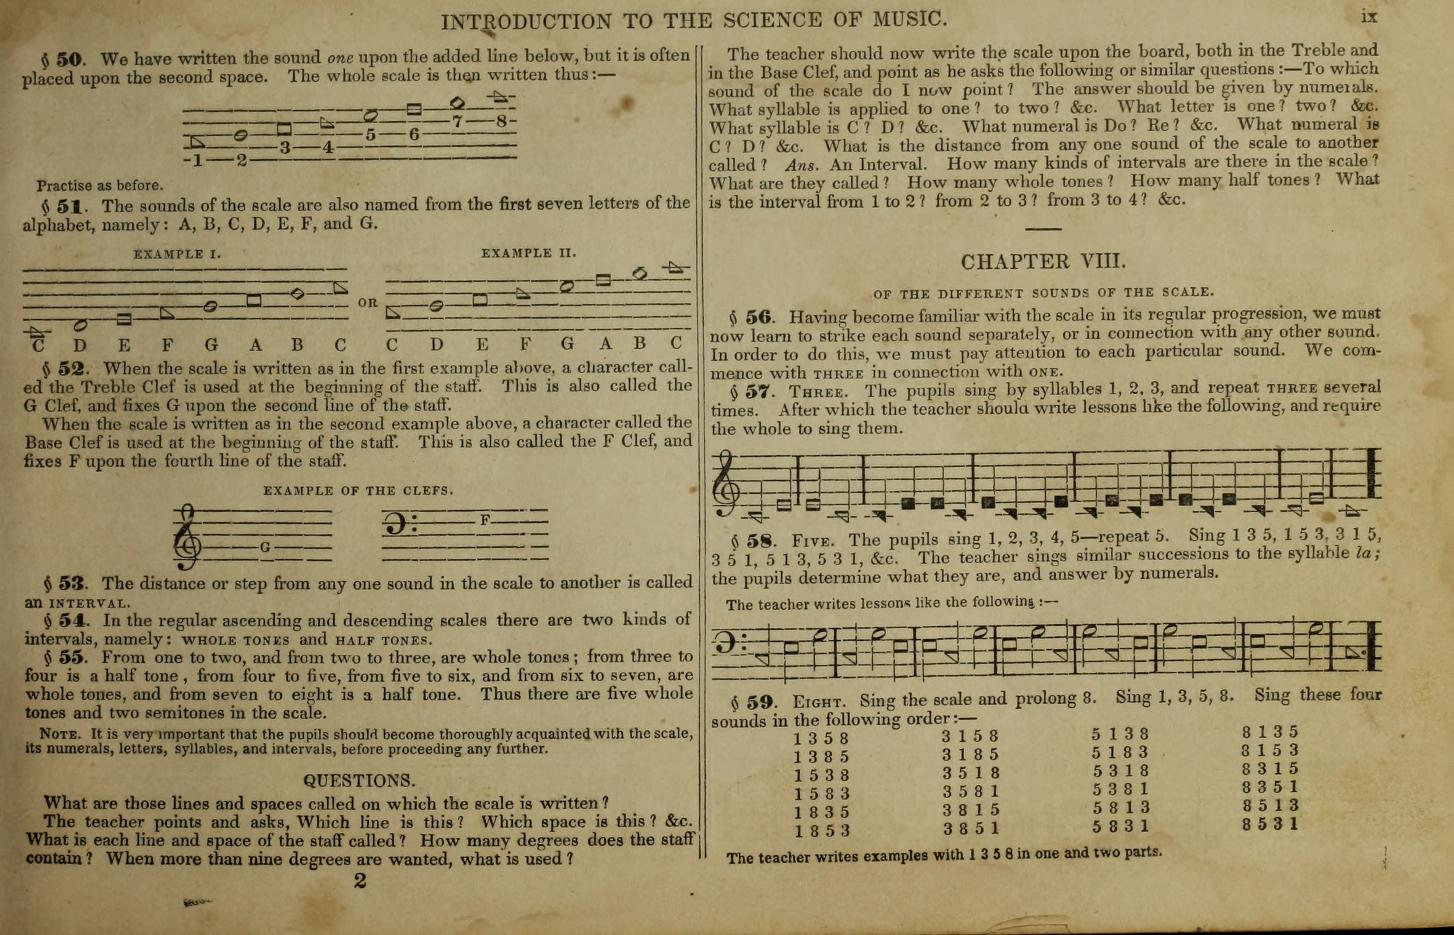 INTRODUCTION TO THE SCIENCE OF MUSIC.
ix
§ 50. We have written the sound one upon the added line below, but it is often
placed upon the second space. The whole scale is then written thus:—
-1—2— 3—4— 5—6— 7—8-
Practise as before.
§ 51. The sounds of the scale are also named from the first seven letters of the
alphabet, namely: A, B, C, D, E, F, and G.
EXAMPLE I.
EXAMPLE II.
OR
C D E F G A B C
C D E F G A B C
§ 52. When the scale is written as in the first example above, a character call-
ed the Treble Clef is used at the beginning of the staff. This is also called the
G Clef, and fixes G upon the second line of the staff.
When the scale is written as in the second example above, a character called the
Base Clef is used at the beginning of the staff. This is also called the F Clef, and
fixes F upon the fourth line of the staff.
EXAMPLE OF THE CLEFS.
G
F
§ 53. The distance or step from any one sound in the scale to another is called
an INTERVAL.
§ 54. In the regular ascending and descending scales there are two kinds of
intervals, namely: WHOLE TONES and HALF TONES.
§ 55. From one to two, and from two to three, are whole tones; from three to
four is a half tone, from four to five, from five to six, and from six to seven, are
whole tones, and from seven to eight is a half tone. Thus there are five whole
tones and two semitones in the scale.
NOTE. It is very important that the pupils should become thoroughly acquainted with the scale,
its numerals, letters, syllables, and intervals, before proceeding any further.
QUESTIONS.
What are those lines and spaces called on which the scale is written?
The teacher points and asks, Which line is this? Which space is this? &c.
What is each line and space of the staff called? How many degrees does the staff
contain? When more than nine degrees are wanted, what is used?
2
The teacher should now write the scale upon the board, both in the Treble and
in the Base Clef, and point as he asks the following or similar questions:—To which
sound of the scale do I now point? The answer should be given by numerals.
What syllable is applied to one? to two? &c. What letter is one? two? &c.
What syllable is C? D? &c. What numeral is Do? Re? &c. What numeral is
C? D? &c. What is the distance from any one sound of the scale to another
called? Ans. An Interval. How many kinds of intervals are there in the scale?
What are they called? How many whole tones? How many half tones? What
is the interval from 1 to 2? from 2 to 3? from 3 to 4? &c.
CHAPTER VIII.
OF THE DIFFERENT SOUNDS OF THE SCALE.
§ 56. Having become familiar with the scale in its regular progression, we must
now learn to strike each sound separately, or in connection with any other sound.
In order to do this, we must pay attention to each particular sound. We com-
mence with THREE in connection with ONE.
§ 57. THREE. The pupils sing by syllables 1, 2, 3, and repeat THREE several
times. After which the teacher should write lessons like the following, and require
the whole to sing them.
§ 58. FIVE. The pupils sing 1, 2, 3, 4, 5—repeat 5. Sing 1 3 5, 1 5 3, 3 1 5,
3 5 1, 5 1 3, 5 3 1, &c. The teacher sings similar successions to the syllable la;
the pupils determine what they are, and answer by numerals.
The teacher writes lessons like the following:—
§ 59. EIGHT. Sing the scale and prolong 8. Sing 1, 3, 5, 8. Sing these four
sounds in the following order:—
1 3 5 8 3 1 5 8 5 1 3 8 8 1 3 5
1 3 8 5 3 1 8 5 5 1 8 3 8 1 5 3
1 5 3 8 3 5 1 8 5 3 1 8 8 3 1 5
1 5 8 3 3 5 8 1 5 3 8 1 8 3 5 1
1 8 3 5 3 8 1 5 5 8 1 3 8 5 1 3
1 8 5 3 3 8 5 1 5 8 3 1 8 5 3 1
The teacher writes examples with 1 3 5 8 in one and two parts.